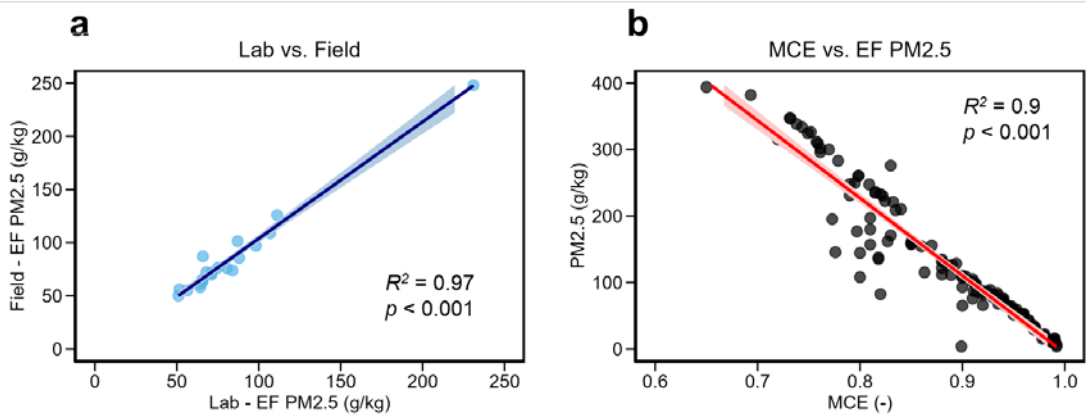 a
Lab vs. Field
Field - EF PM2.5 (g/kg)
250
200
150
100
50
0
R² = 0.97
p < 0.001
0 50 100 150 200 250
Lab - EF PM2.5 (g/kg)
b
MCE vs. EF PM2.5
PM2.5 (g/kg)
400
300
200
100
0
R² = 0.9
p < 0.001
0.6 0.7 0.8 0.9 1.0
MCE (-)